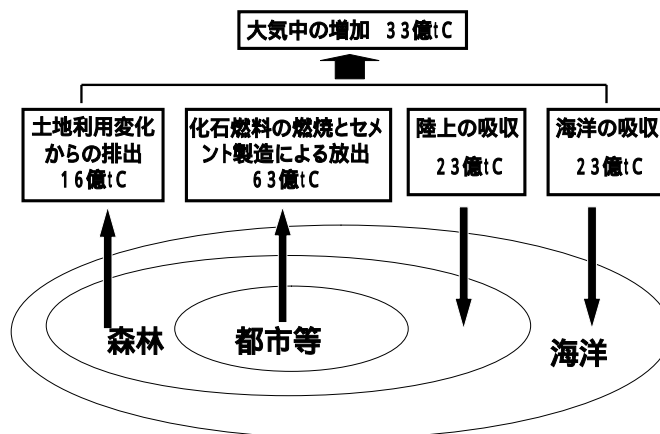 大気中の増加 33億tC
土地利用変化
からの排出
16億tC
化石燃料の燃焼とセメ
ント製造による放出
63億tC
陸上の吸収
23億tC
海洋の吸収
23億tC
森林
都市等
海洋